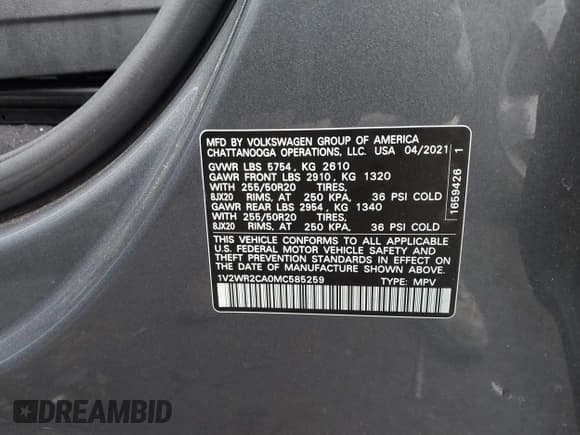 MFD BY VOLKSWAGEN GROUP OF AMERICA
CHATTANOOGA OPERATIONS, LLC. USA 04/2021
GVWR LBS 5754 , KG 2610
GAWR FRONT LBS 2910 , KG 1320
WITH 255/50R20 TIRES,
8JX20 RIMS, AT 250 KPA. 36 PSI COLD
GAWR REAR LBS 2954 , KG 1340
WITH 255/50R20 TIRES,
8JX20 RIMS, AT 250 KPA. 36 PSI COLD
THIS VEHICLE CONFORMS TO ALL APPLICABLE
U.S. FEDERAL MOTOR VEHICLE SAFETY AND
THEFT PREVENTION STANDARDS IN EFFECT ON
THE DATE OF MANUFACTURE SHOWN ABOVE.
1V2WR2CA0MC585259 TYPE: MPV
1659426 1
DREAMBID